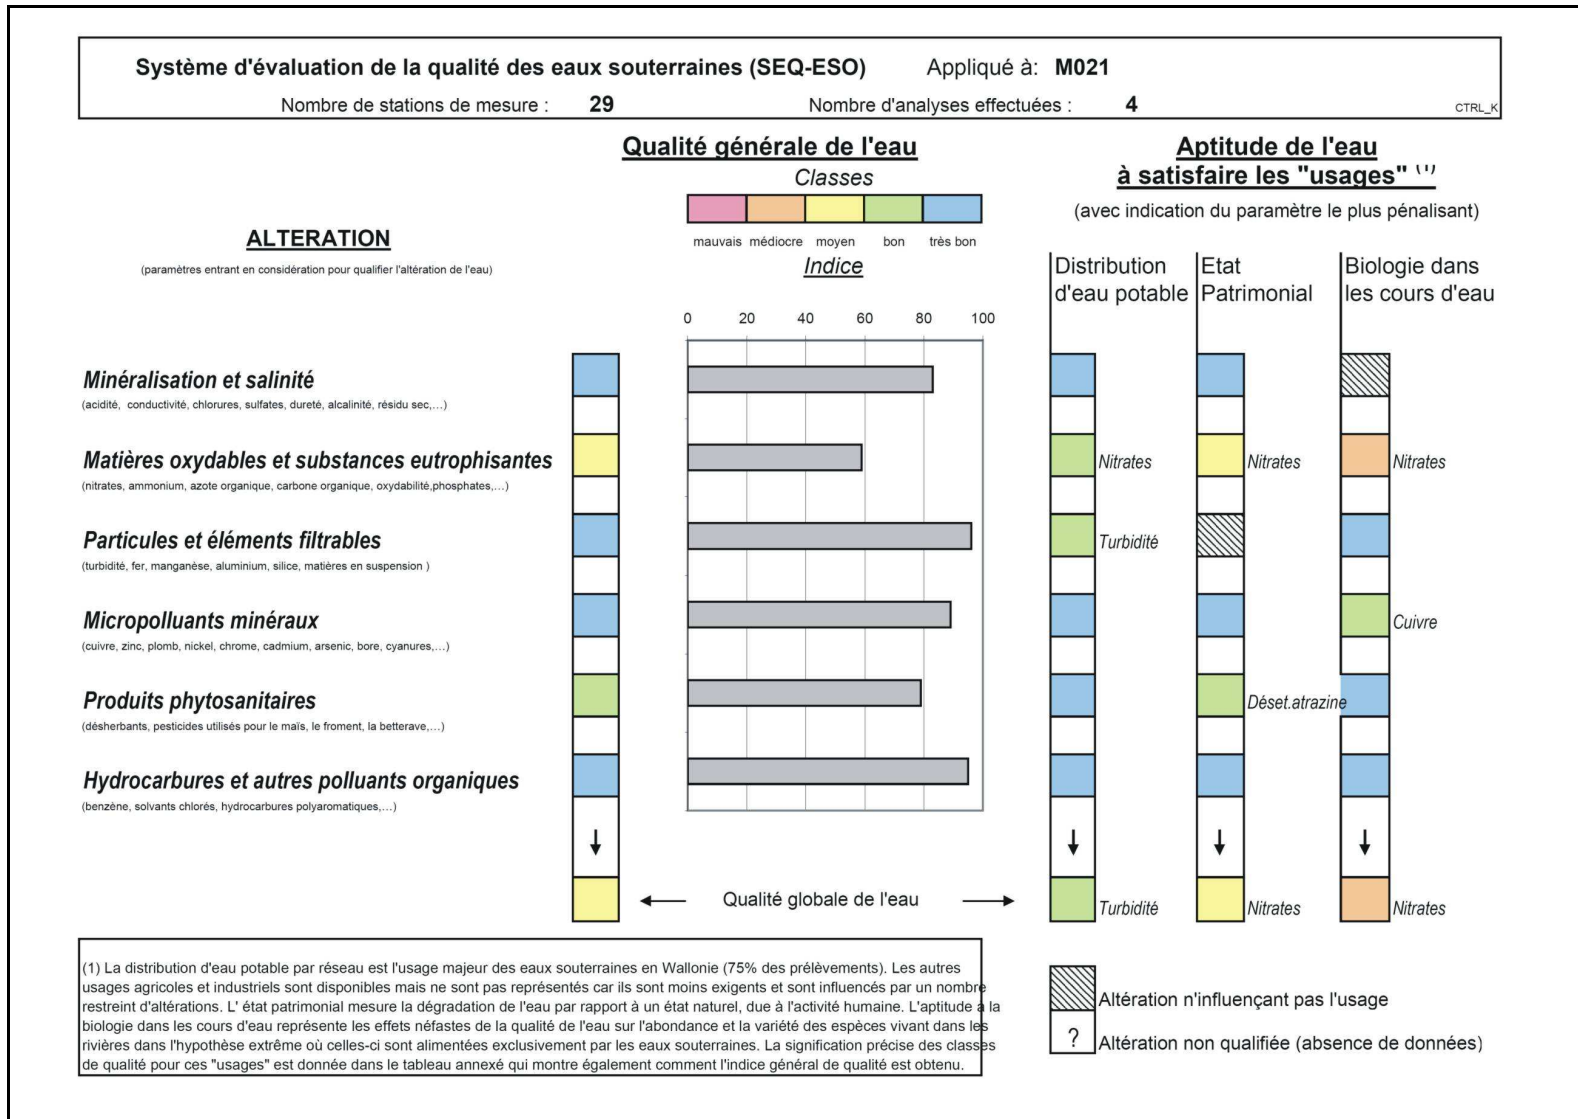 Système d'évaluation de la qualité des eaux souterraines (SEQ-ESO) Appliqué à: M021
Nombre de stations de mesure : 29 Nombre d'analyses effectuées : 4 CTRL_K
Qualité générale de l'eau
Classes
mauvais médiocre moyen bon très bon
Indice
Aptitude de l'eau
à satisfaire les "usages" (1)
(avec indication du paramètre le plus pénalisant)
ALTERATION
(paramètres entrant en considération pour qualifier l'altération de l'eau)
Distribution
d'eau potable
Etat
Patrimonial
Biologie dans
les cours d'eau
0 20 40 60 80 100
Minéralisation et salinité
(acidité, conductivité, chlorures, sulfates, dureté, alcalinité, résidu sec,…)
Matières oxydables et substances eutrophisantes
(nitrates, ammonium, azote organique, carbone organique, oxydabilité,phosphates,…)
Nitrates Nitrates Nitrates
Particules et éléments filtrables
(turbidité, fer, manganèse, aluminium, silice, matières en suspension )
Turbidité
Micropolluants minéraux
(cuivre, zinc, plomb, nickel, chrome, cadmium, arsenic, bore, cyanures,…)
Cuivre
Produits phytosanitaires
(désherbants, pesticides utilisés pour le maïs, le froment, la betterave,…)
Déset.atrazine
Hydrocarbures et autres polluants organiques
(benzène, solvants chlorés, hydrocarbures polyaromatiques,…)
Qualité globale de l'eau
Turbidité Nitrates Nitrates
(1) La distribution d'eau potable par réseau est l'usage majeur des eaux souterraines en Wallonie (75% des prélèvements). Les autres
usages agricoles et industriels sont disponibles mais ne sont pas représentés car ils sont moins exigents et sont influencés par un nombre
restreint d'altérations. L' état patrimonial mesure la dégradation de l'eau par rapport à un état naturel, due à l'activité humaine. L'aptitude à la
biologie dans les cours d'eau représente les effets néfastes de la qualité de l'eau sur l'abondance et la variété des espèces vivant dans les
rivières dans l'hypothèse extrême où celles-ci sont alimentées exclusivement par les eaux souterraines. La signification précise des classes
de qualité pour ces "usages" est donnée dans le tableau annexé qui montre également comment l'indice général de qualité est obtenu.
Altération n'influençant pas l'usage
? Altération non qualifiée (absence de données)